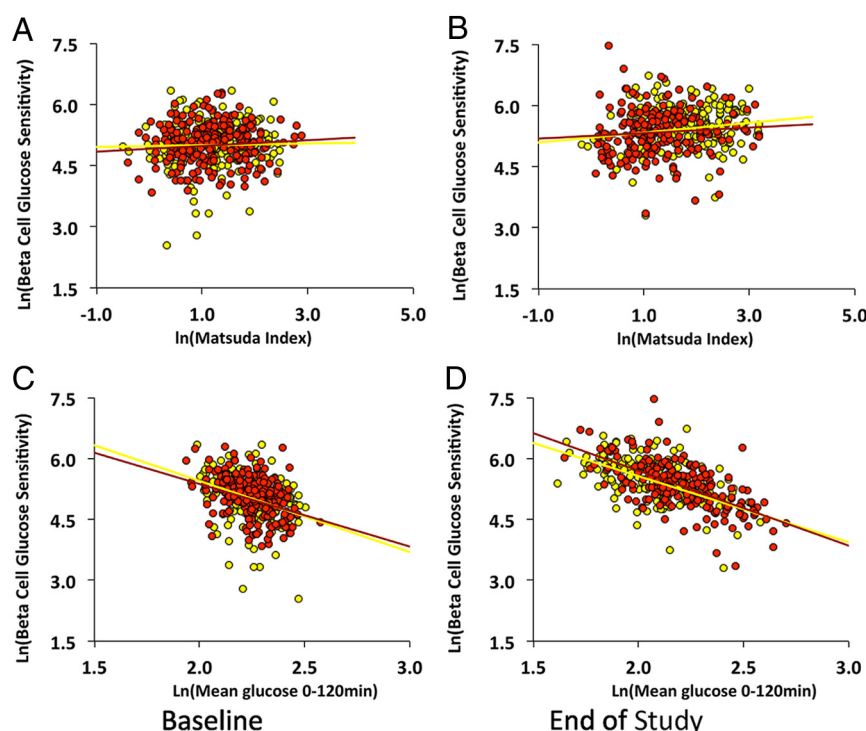 A
7.5
6.0
4.5
3.0
1.5
Ln(Beta Cell Glucose Sensitivity)
-1.0 1.0 3.0 5.0
ln(Matsuda Index)
B
7.5
6.0
4.5
3.0
1.5
Ln(Beta Cell Glucose Sensitivity)
-1.0 1.0 3.0 5.0
ln(Matsuda Index)
C
7.5
6.0
4.5
3.0
1.5
Ln(Beta Cell Glucose Sensitivity)
1.5 2.0 2.5 3.0
Ln(Mean glucose 0-120min)
Baseline
D
7.5
6.0
4.5
3.0
1.5
Ln(Beta Cell Glucose Sensitivity)
1.5 2.0 2.5 3.0
Ln(Mean glucose 0-120min)
End of Study